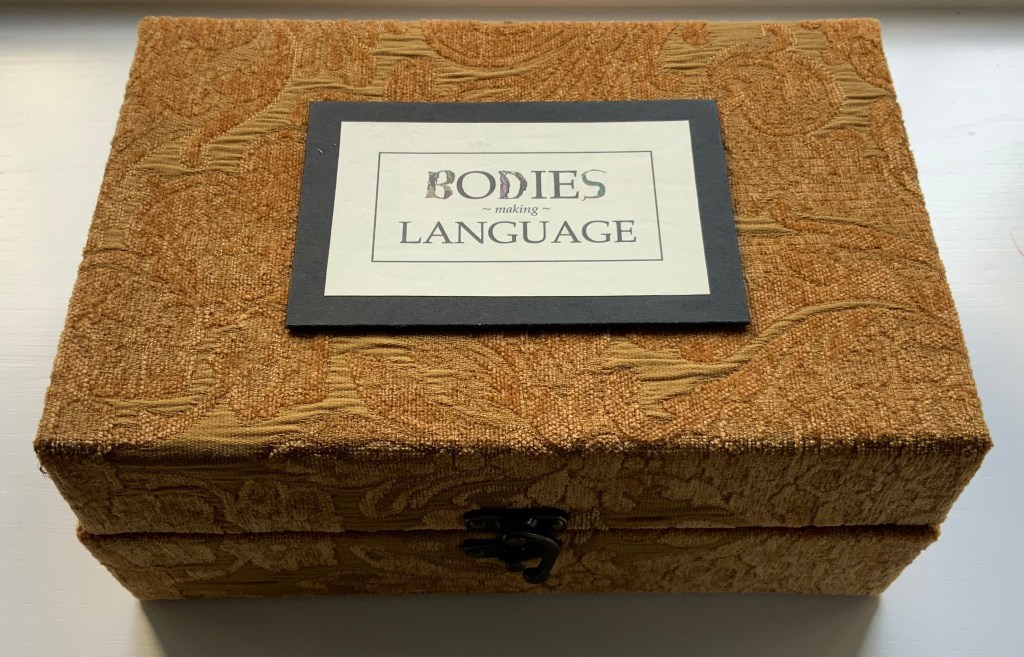 BODIES
~ making ~
LANGUAGE